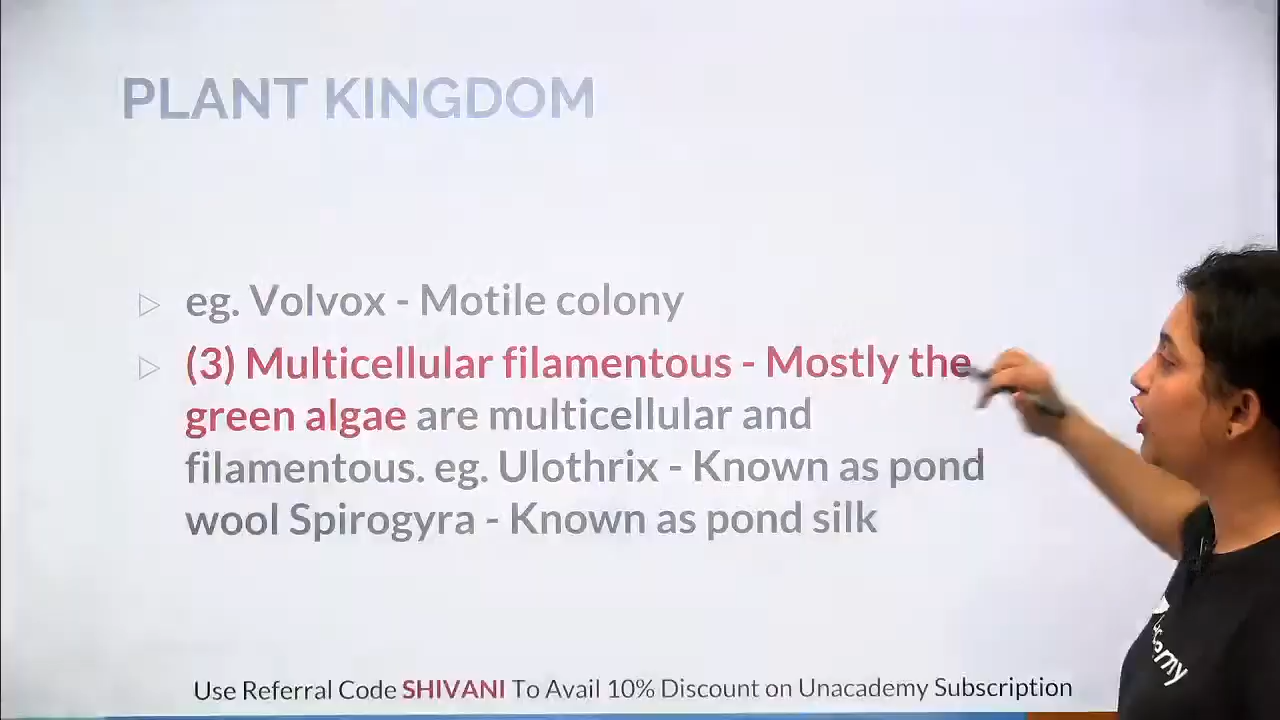 PLANT KINGDOM
eg. Volvox - Motile colony
(3) Multicellular filamentous - Mostly the
green algae are multicellular and
filamentous. eg. Ulothrix - Known as pond
wool Spirogyra - Known as pond silk
Use Referral Code SHIVANI To Avail 10% Discount on Unacademy Subscription